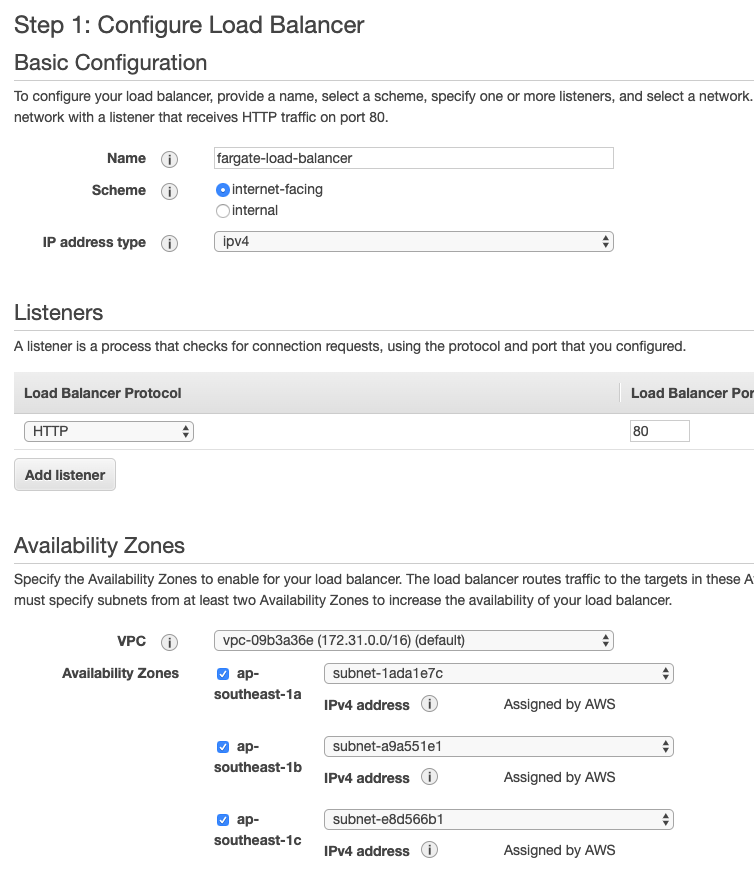 Step 1: Configure Load Balancer
Basic Configuration
To configure your load balancer, provide a name, select a scheme, specify one or more listeners, and select a network.
network with a listener that receives HTTP traffic on port 80.
Name i fargate-load-balancer
Scheme i internet-facing
internal
IP address type i ipv4
Listeners
A listener is a process that checks for connection requests, using the protocol and port that you configured.
Load Balancer Protocol Load Balancer Por
HTTP 80
Add listener
Availability Zones
Specify the Availability Zones to enable for your load balancer. The load balancer routes traffic to the targets in these A
must specify subnets from at least two Availability Zones to increase the availability of your load balancer.
VPC i vpc-09b3a36e (172.31.0.0/16) (default)
Availability Zones ap-southeast-1a subnet-1ada1e7c
IPv4 address i Assigned by AWS
ap-southeast-1b subnet-a9a551e1
IPv4 address i Assigned by AWS
ap-southeast-1c subnet-e8d566b1
IPv4 address i Assigned by AWS